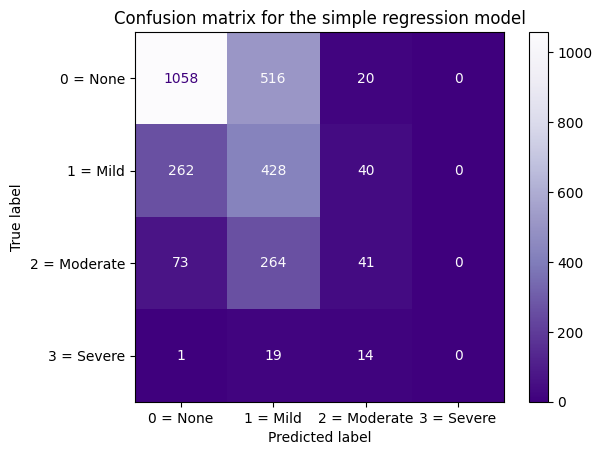 Confusion matrix for the simple regression model
True label
0 = None 1058 516 20 0
1 = Mild 262 428 40 0
2 = Moderate 73 264 41 0
3 = Severe 1 19 14 0
0 = None 1 = Mild 2 = Moderate 3 = Severe
Predicted label
1000
800
600
400
200
0